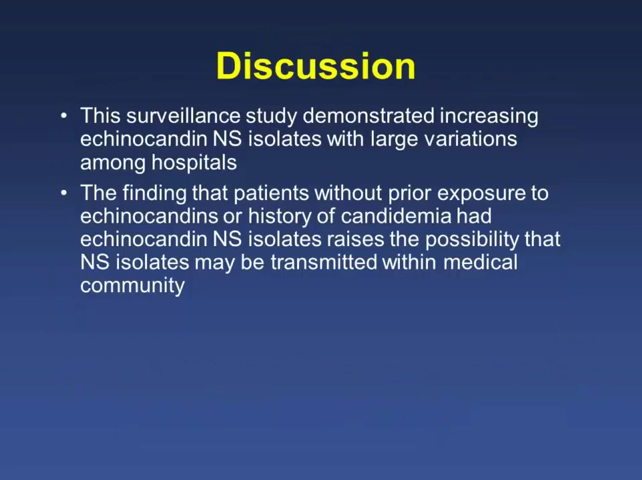 Discussion
• This surveillance study demonstrated increasing
echinocandin NS isolates with large variations
among hospitals
• The finding that patients without prior exposure to
echinocandins or history of candidemia had
echinocandin NS isolates raises the possibility that
NS isolates may be transmitted within medical
community